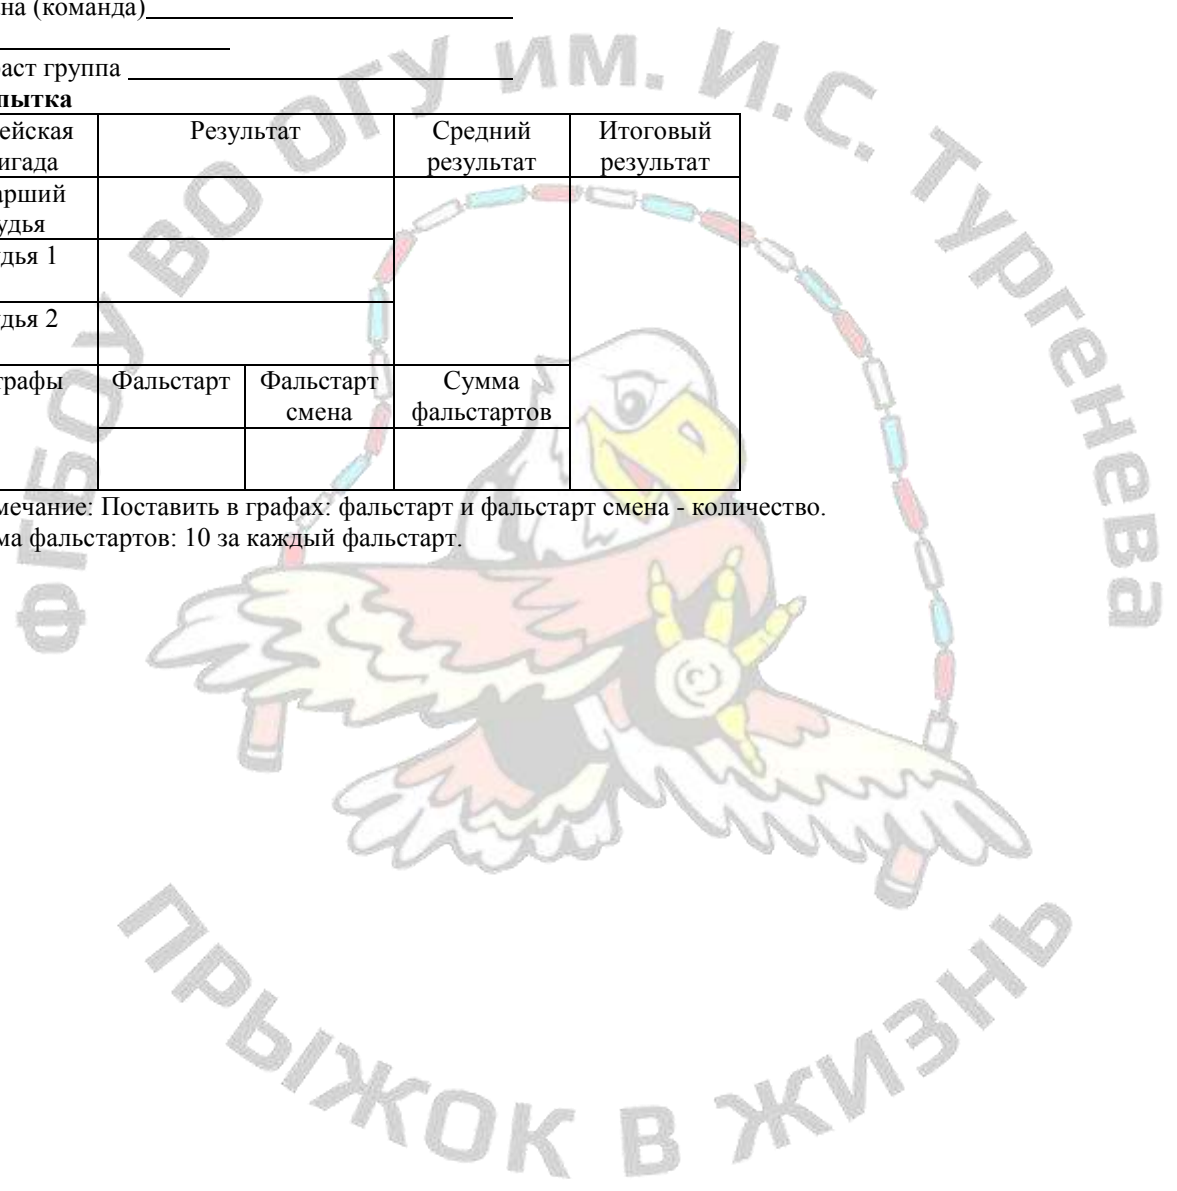 на (команда)
раст группа
пытка
ейская игада Результат Средний результат Итоговый результат
арший удья
дья 1
дья 2
трафы Фальстарт Фальстарт смена Сумма фальстартов
мечание: Поставить в графах: фальстарт и фальстарт смена - количество.
ма фальстартов: 10 за каждый фальстарт.
ФГБОУ ВО ОГУ ИМ. И.С. ТУРГЕНЕВА
ПРЫЖОК В ЖИЗНЬ